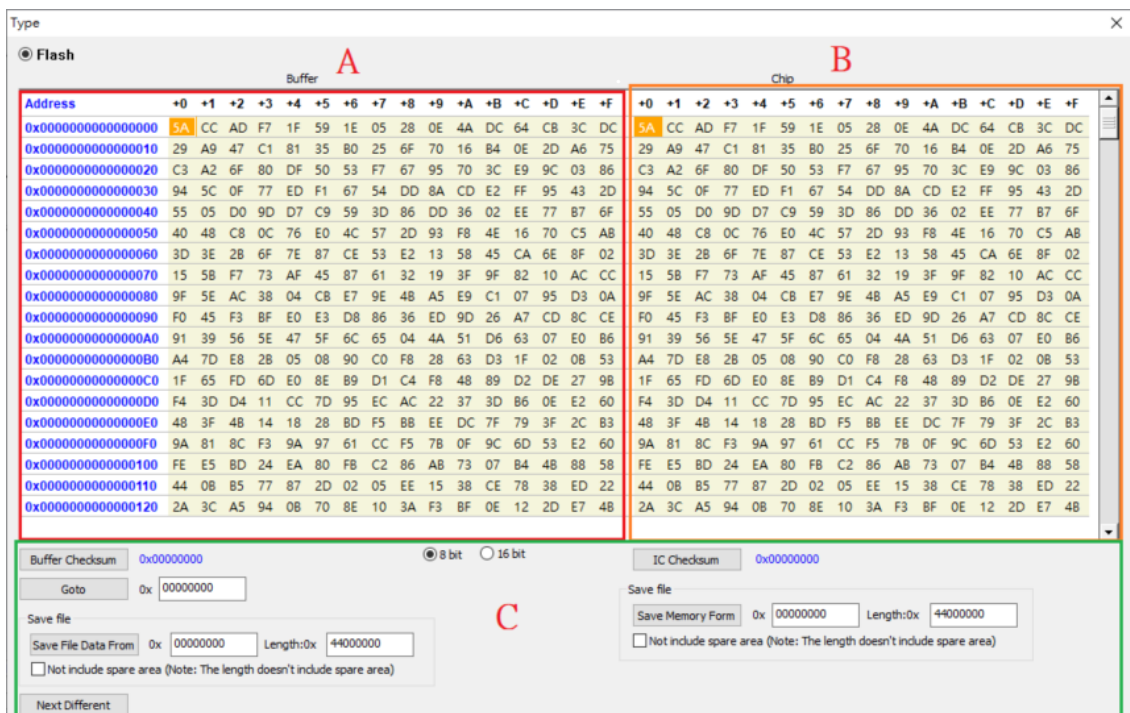 Type
Flash
A B
Buffer Chip
Address +0 +1 +2 +3 +4 +5 +6 +7 +8 +9 +A +B +C +D +E +F +0 +1 +2 +3 +4 +5 +6 +7 +8 +9 +A +B +C +D +E +F
0x0000000000000000 5A CC AD F7 1F 59 1E 05 28 0E 4A DC 64 CB 3C DC 5A CC AD F7 1F 59 1E 05 28 0E 4A DC 64 CB 3C DC
0x0000000000000010 29 A9 47 C1 81 35 B0 25 6F 70 16 B4 0E 2D A6 75 29 A9 47 C1 81 35 B0 25 6F 70 16 B4 0E 2D A6 75
0x0000000000000020 C3 A2 6F 80 DF 50 53 F7 67 95 70 3C E9 9C 03 86 C3 A2 6F 80 DF 50 53 F7 67 95 70 3C E9 9C 03 86
0x0000000000000030 94 5C 0F 77 ED F1 67 54 DD 8A CD E2 FF 95 43 2D 94 5C 0F 77 ED F1 67 54 DD 8A CD E2 FF 95 43 2D
0x0000000000000040 55 05 D0 9D D7 C9 59 3D 86 DD 36 02 EE 77 B7 6F 55 05 D0 9D D7 C9 59 3D 86 DD 36 02 EE 77 B7 6F
0x0000000000000050 40 48 C8 0C 76 E0 4C 57 2D 93 F8 4E 16 70 C5 AB 40 48 C8 0C 76 E0 4C 57 2D 93 F8 4E 16 70 C5 AB
0x0000000000000060 3D 3E 2B 6F 7E 87 CE 53 E2 13 58 45 CA 6E 8F 02 3D 3E 2B 6F 7E 87 CE 53 E2 13 58 45 CA 6E 8F 02
0x0000000000000070 15 5B F7 73 AF 45 87 61 32 19 3F 9F 82 10 AC CC 15 5B F7 73 AF 45 87 61 32 19 3F 9F 82 10 AC CC
0x0000000000000080 9F 5E AC 38 04 CB E7 9E 4B A5 E9 C1 07 95 D3 0A 9F 5E AC 38 04 CB E7 9E 4B A5 E9 C1 07 95 D3 0A
0x0000000000000090 F0 45 F3 BF E0 E3 D8 86 36 ED 9D 26 A7 CD 8C CE F0 45 F3 BF E0 E3 D8 86 36 ED 9D 26 A7 CD 8C CE
0x00000000000000A0 91 39 56 5E 47 5F 6C 65 04 4A 51 D6 63 07 E0 B6 91 39 56 5E 47 5F 6C 65 04 4A 51 D6 63 07 E0 B6
0x00000000000000B0 A4 7D E8 2B 05 08 90 C0 F8 28 63 D3 1F 02 0B 53 A4 7D E8 2B 05 08 90 C0 F8 28 63 D3 1F 02 0B 53
0x00000000000000C0 1F 65 FD 6D E0 8E B9 D1 C4 F8 48 89 D2 DE 27 9B 1F 65 FD 6D E0 8E B9 D1 C4 F8 48 89 D2 DE 27 9B
0x00000000000000D0 F4 3D D4 11 CC 7D 95 EC AC 22 37 3D B6 0E E2 60 F4 3D D4 11 CC 7D 95 EC AC 22 37 3D B6 0E E2 60
0x00000000000000E0 48 3F 4B 14 18 28 BD F5 BB EE DC 7F 79 3F 2C B3 48 3F 4B 14 18 28 BD F5 BB EE DC 7F 79 3F 2C B3
0x00000000000000F0 9A 81 8C F3 9A 97 61 CC F5 7B 0F 9C 6D 53 E2 60 9A 81 8C F3 9A 97 61 CC F5 7B 0F 9C 6D 53 E2 60
0x0000000000000100 FE E5 BD 24 EA 80 FB C2 86 AB 73 07 B4 4B 88 58 FE E5 BD 24 EA 80 FB C2 86 AB 73 07 B4 4B 88 58
0x0000000000000110 44 0B B5 77 87 2D 02 05 EE 15 38 CE 78 38 ED 22 44 0B B5 77 87 2D 02 05 EE 15 38 CE 78 38 ED 22
0x0000000000000120 2A 3C A5 94 0B 70 8E 10 3A F3 BF 0E 12 2D E7 4B 2A 3C A5 94 0B 70 8E 10 3A F3 BF 0E 12 2D E7 4B
Buffer Checksum 0x00000000 8 bit 16 bit IC Checksum 0x00000000
Goto 0x 00000000
C
Save file
Save Memory Form 0x 00000000 Length:0x 44000000
Not include spare area (Note: The length doesn't include spare area)
Save file
Save File Data From 0x 00000000 Length:0x 44000000
Not include spare area (Note: The length doesn't include spare area)
Next Different